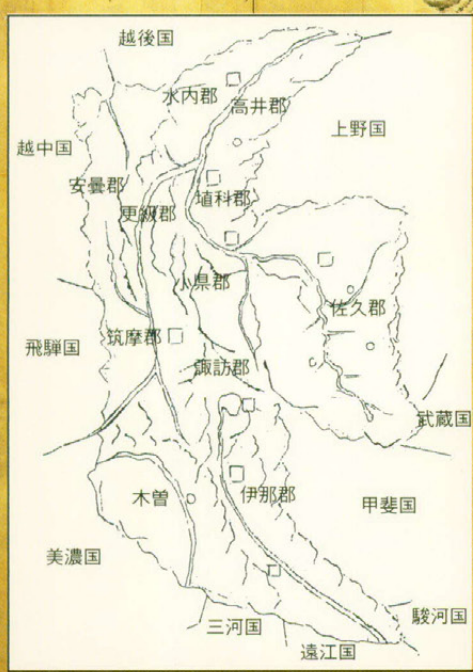 越後国
水内郡
高井郡
上野国
越中国
安曇郡
更級郡
埴科郡
小県郡
佐久郡
飛騨国
筑摩郡
諏訪郡
武蔵国
木曽
伊那郡
甲斐国
美濃国
三河国
駿河国
遠江国